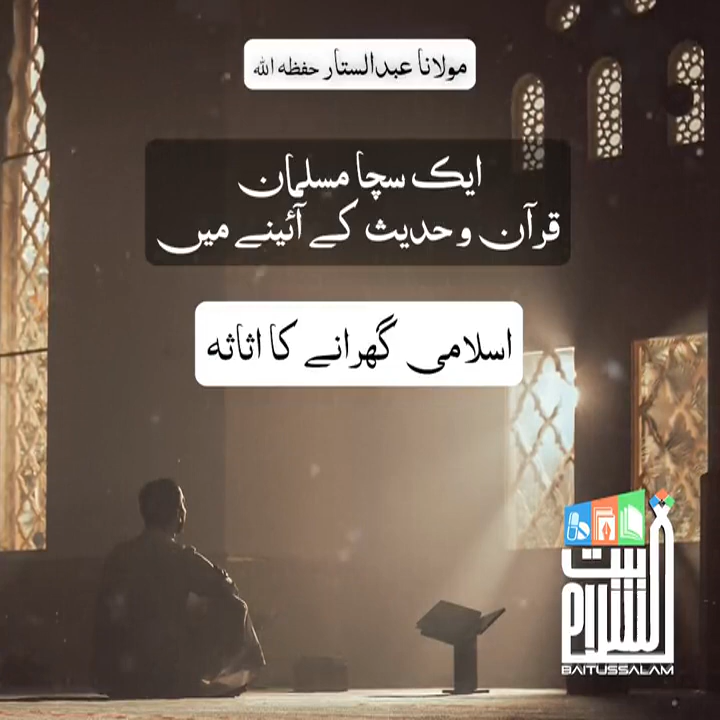 مولانا عبدالستار حفظہ اللہ
ایک سچا مسلمان
قرآن و حدیث کے آئینے میں
اسلامی گھرانے کا اثاثہ
بیت السلام
BAITUSSALAM